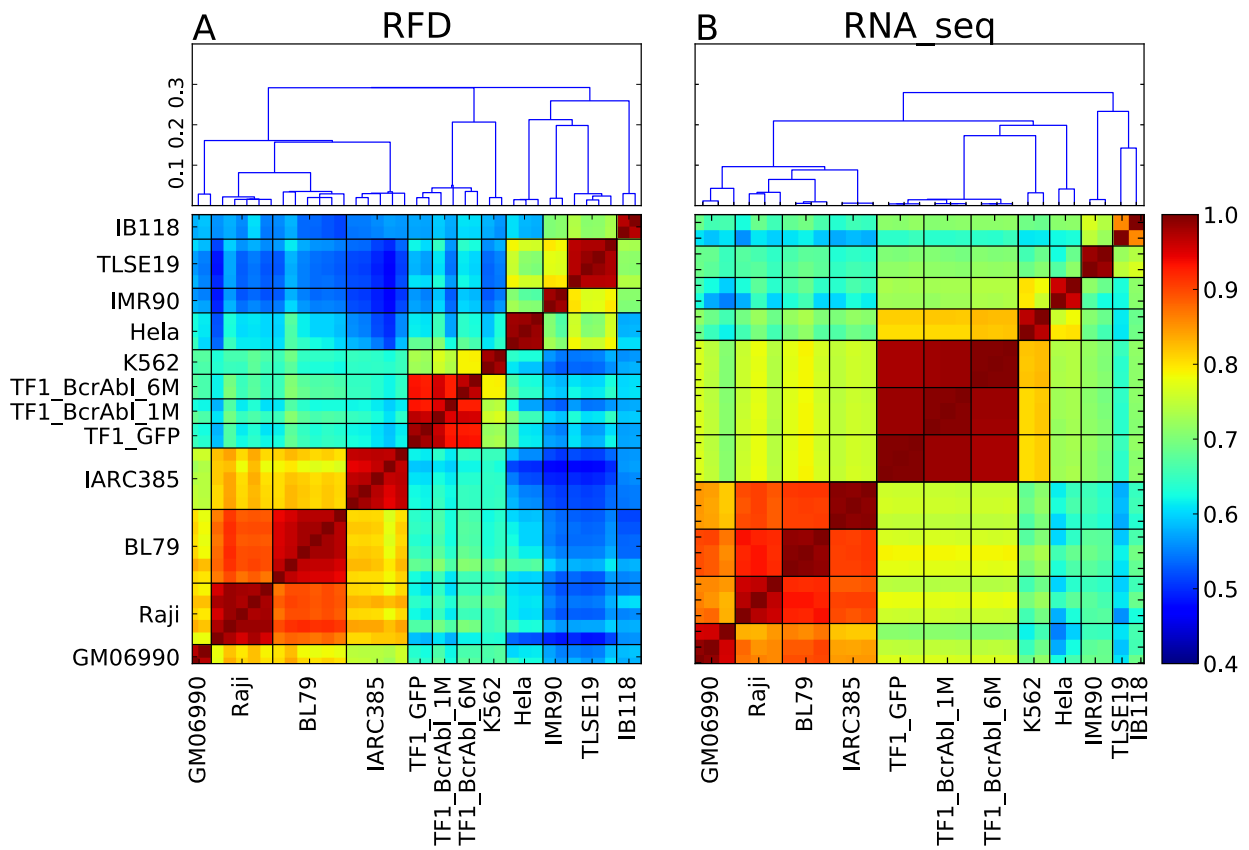 A RFD
B RNA_seq
0.3
0.2
0.1
IB118
TLSE19
IMR90
Hela
K562
TF1_BcrAbl_6M
TF1_BcrAbl_1M
TF1_GFP
IARC385
BL79
Raji
GM06990
1.0
0.9
0.8
0.7
0.6
0.5
0.4
GM06990
Raji
BL79
IARC385
TF1_GFP
TF1_BcrAbl_1M
TF1_BcrAbl_6M
K562
Hela
IMR90
TLSE19
IB118
GM06990
Raji
BL79
IARC385
TF1_GFP
TF1_BcrAbl_1M
TF1_BcrAbl_6M
K562
Hela
IMR90
TLSE19
IB118